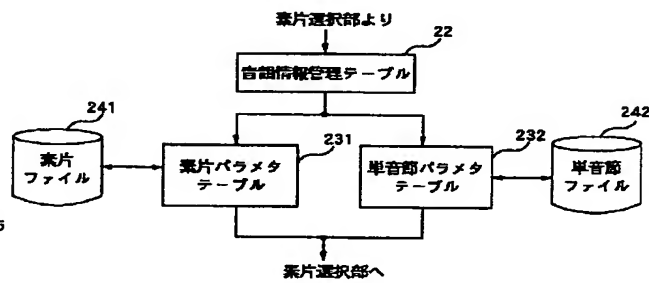 素片選択部より
22
音韻情報管理テーブル
241
素片
ファイル
231
素片パラメタ
テーブル
232
単音節パラメタ
テーブル
242
単音節
ファイル
素片選択部へ